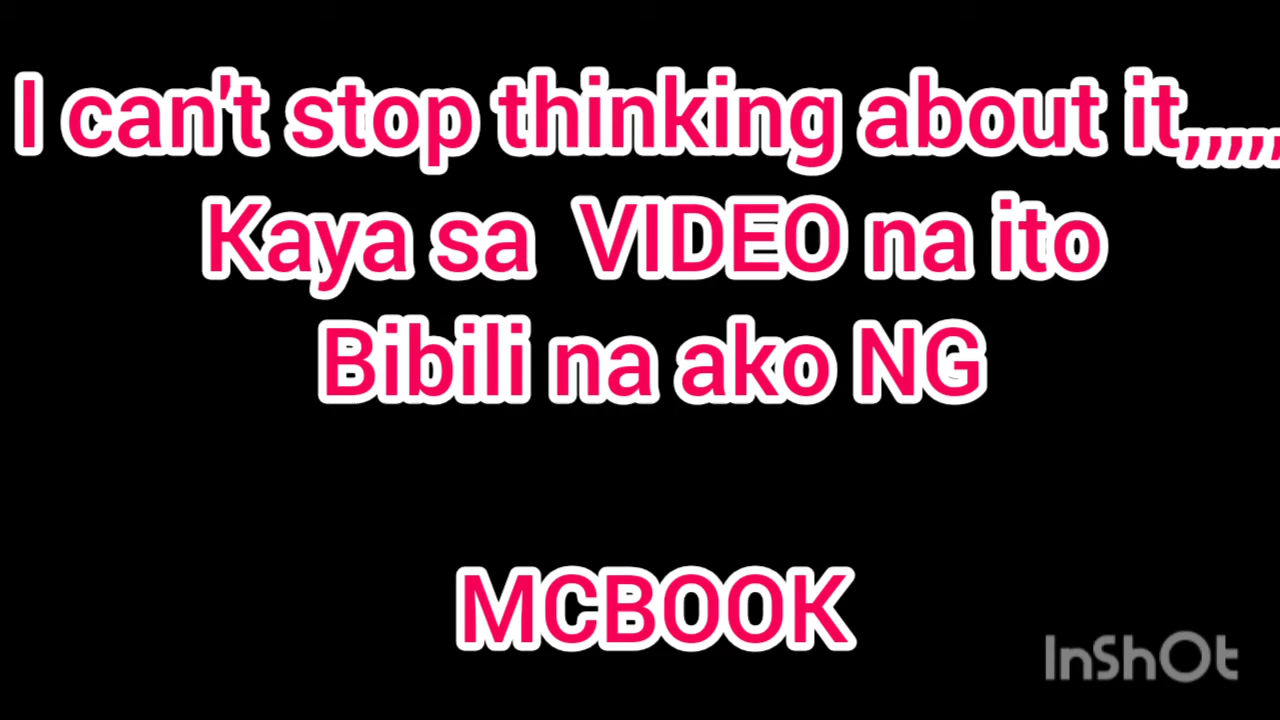 I can't stop thinking about it,,,,,
Kaya sa VIDEO na ito
Bibili na ako NG
MCBOOK
InShOt